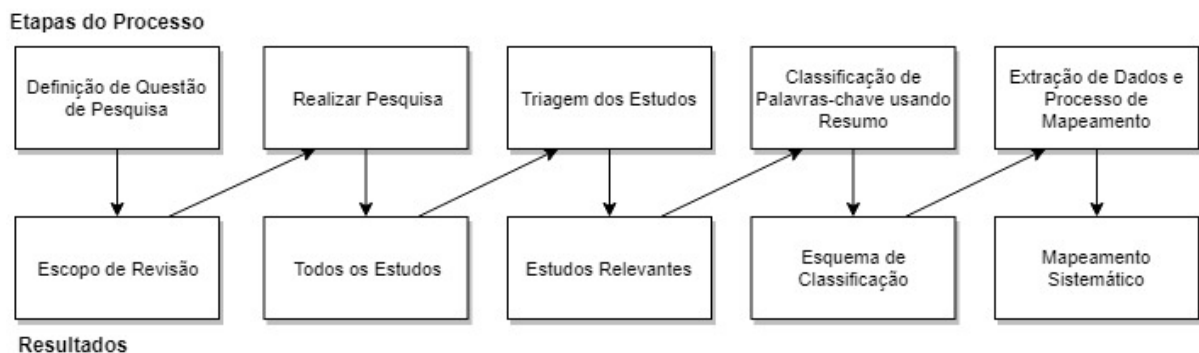 Etapas do Processo
Definição de Questão
de Pesquisa
Realizar Pesquisa
Triagem dos Estudos
Classificação de
Palavras-chave usando
Resumo
Extração de Dados e
Processo de
Mapeamento
Escopo de Revisão
Todos os Estudos
Estudos Relevantes
Esquema de
Classificação
Mapeamento
Sistemático
Resultados